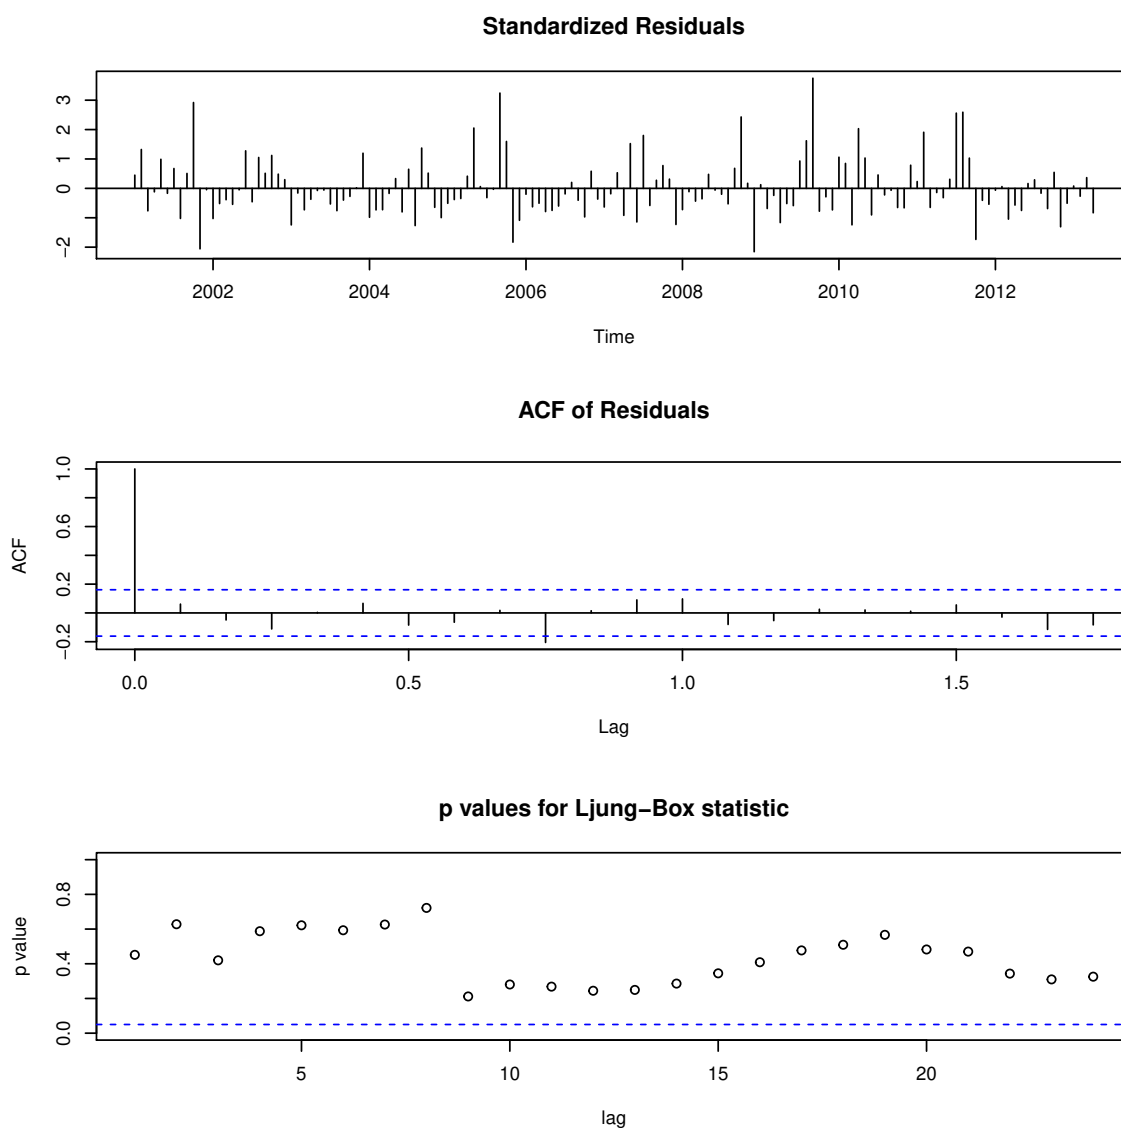 Standardized Residuals
3
2
1
0
−2
2002 2004 2006 2008 2010 2012
Time
ACF of Residuals
ACF
1.0
0.6
0.2
−0.2
0.0 0.5 1.0 1.5
Lag
p values for Ljung−Box statistic
p value
0.8
0.4
0.0
5 10 15 20
lag